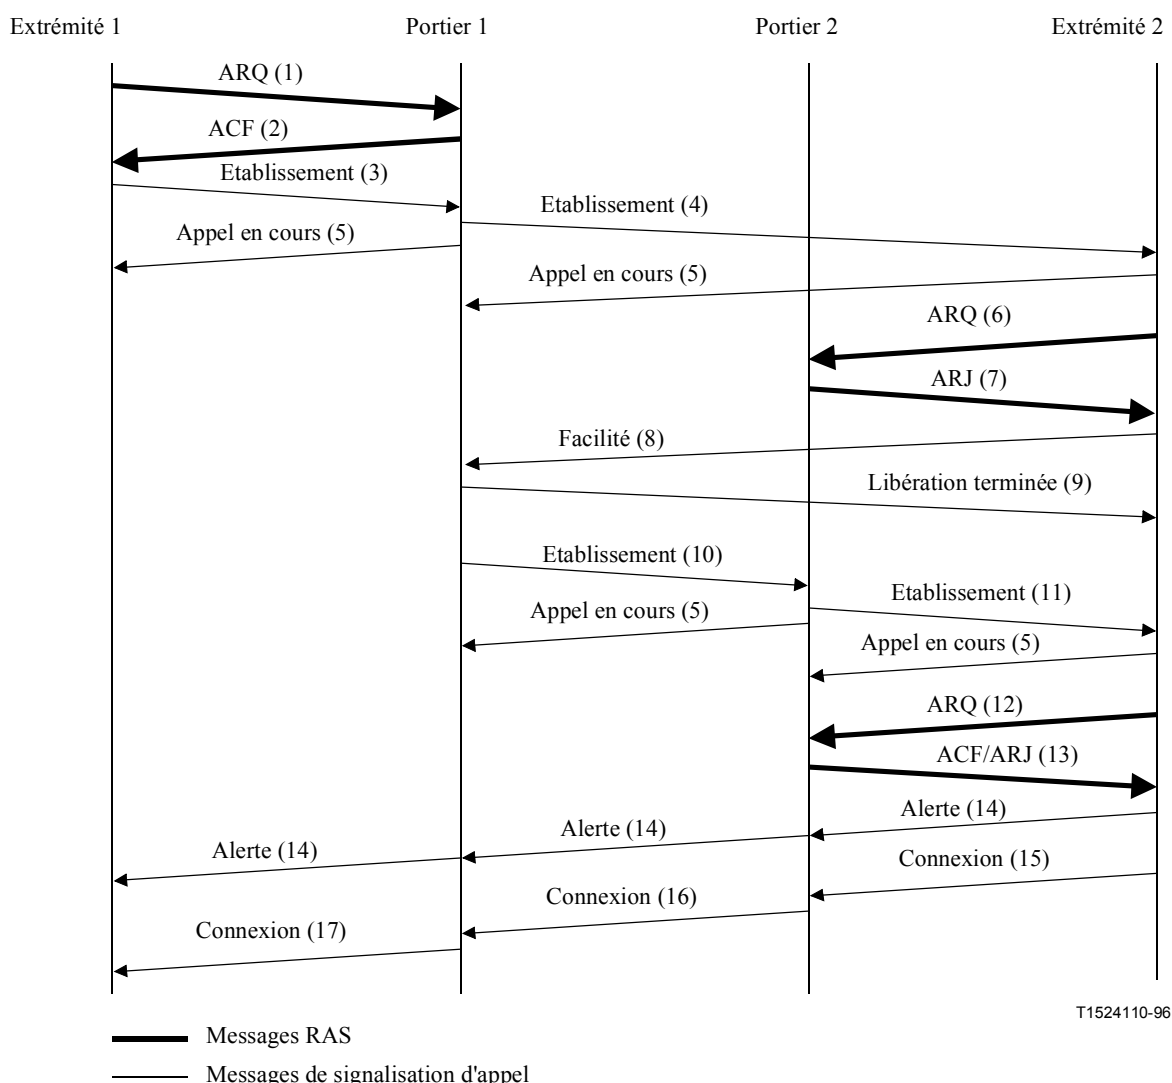 Extrémité 1
Portier 1
Portier 2
Extrémité 2
ARQ (1)
ACF (2)
Etablissement (3)
Etablissement (4)
Appel en cours (5)
Appel en cours (5)
ARQ (6)
ARJ (7)
Facilité (8)
Libération terminée (9)
Etablissement (10)
Etablissement (11)
Appel en cours (5)
Appel en cours (5)
ARQ (12)
ACF/ARJ (13)
Alerte (14)
Alerte (14)
Alerte (14)
Connexion (15)
Connexion (16)
Connexion (17)
T1524110-96
Messages RAS
Messages de signalisation d'appel